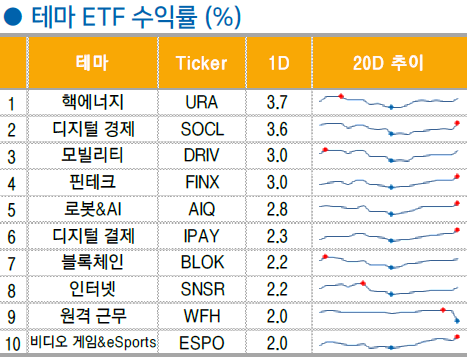 ● 테마 ETF 수익률 (%)
테마 Ticker 1D 20D 추이
1 핵에너지 URA 3.7
2 디지털 경제 SOCL 3.6
3 모빌리티 DRIV 3.0
4 핀테크 FINX 3.0
5 로봇&AI AIQ 2.8
6 디지털 결제 IPAY 2.3
7 블록체인 BLOK 2.2
8 인터넷 SNSR 2.2
9 원격 근무 WFH 2.0
10 비디오 게임&eSports ESPO 2.0